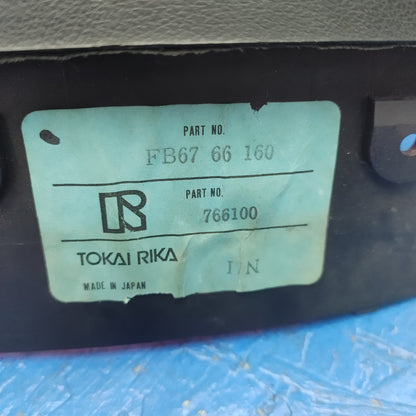 PART NO.
FB67 66 160
PART NO.
766100
TOKAI RIKA
MADE IN JAPAN